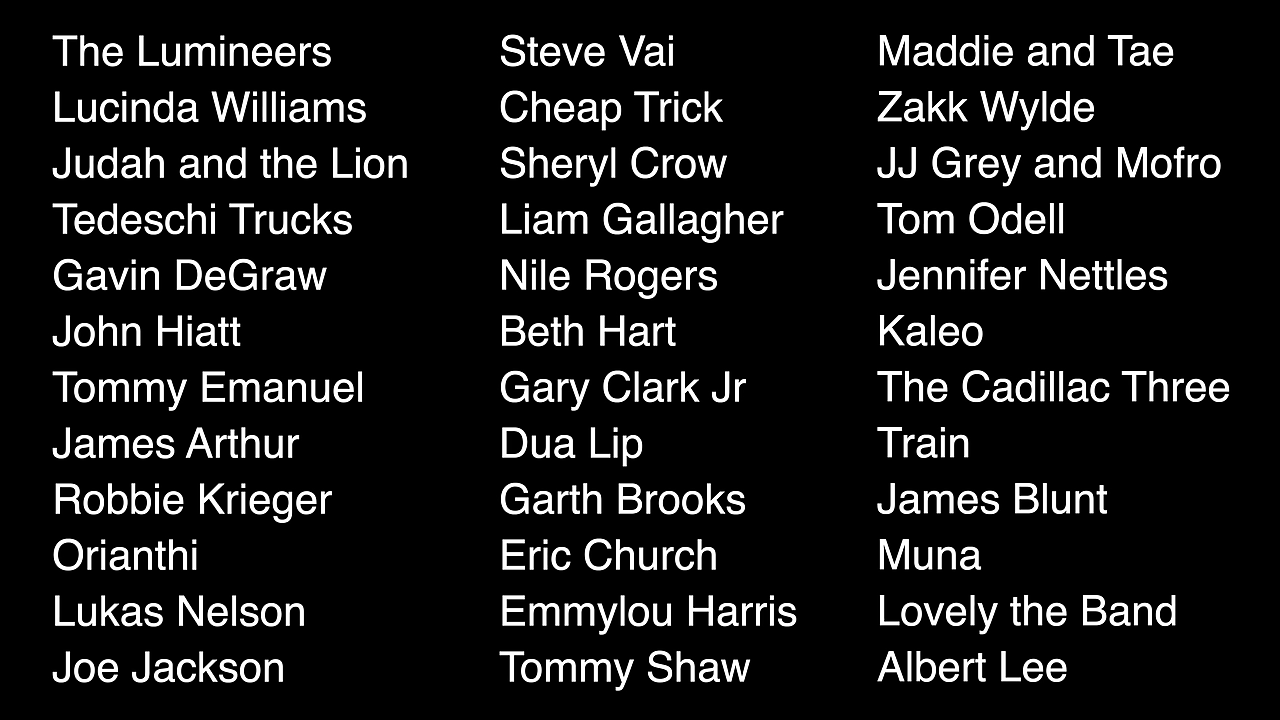 The Lumineers
Lucinda Williams
Judah and the Lion
Tedeschi Trucks
Gavin DeGraw
John Hiatt
Tommy Emanuel
James Arthur
Robbie Krieger
Orianthi
Lukas Nelson
Joe Jackson
Steve Vai
Cheap Trick
Sheryl Crow
Liam Gallagher
Nile Rogers
Beth Hart
Gary Clark Jr
Dua Lip
Garth Brooks
Eric Church
Emmylou Harris
Tommy Shaw
Maddie and Tae
Zakk Wylde
JJ Grey and Mofro
Tom Odell
Jennifer Nettles
Kaleo
The Cadillac Three
Train
James Blunt
Muna
Lovely the Band
Albert Lee